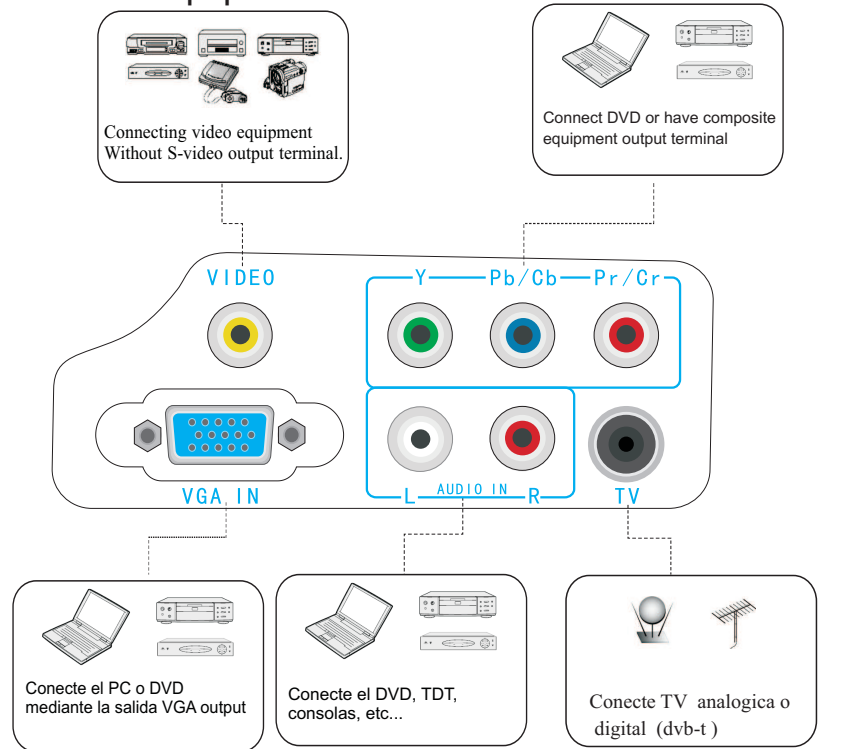 Connecting video equipment
Without S-video output terminal.
Connect DVD or have composite
equipment output terminal
VIDEO
Y Pb/Cb Pr/Cr
VGA IN
L AUDIO IN R
TV
Conecte el PC o DVD
mediante la salida VGA output
Conecte el DVD, TDT,
consolas, etc...
Conecte TV analogica o
digital (dvb-t )